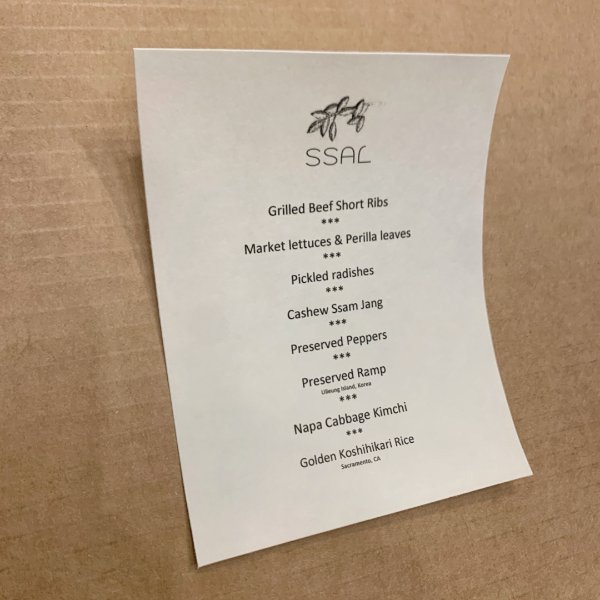 SSAL
Grilled Beef Short Ribs
***
Market lettuces & Perilla leaves
***
Pickled radishes
***
Cashew Ssam Jang
***
Preserved Peppers
***
Preserved Ramp
Ulleung Island, Korea
***
Napa Cabbage Kimchi
***
Golden Koshihikari Rice
Sacramento, CA